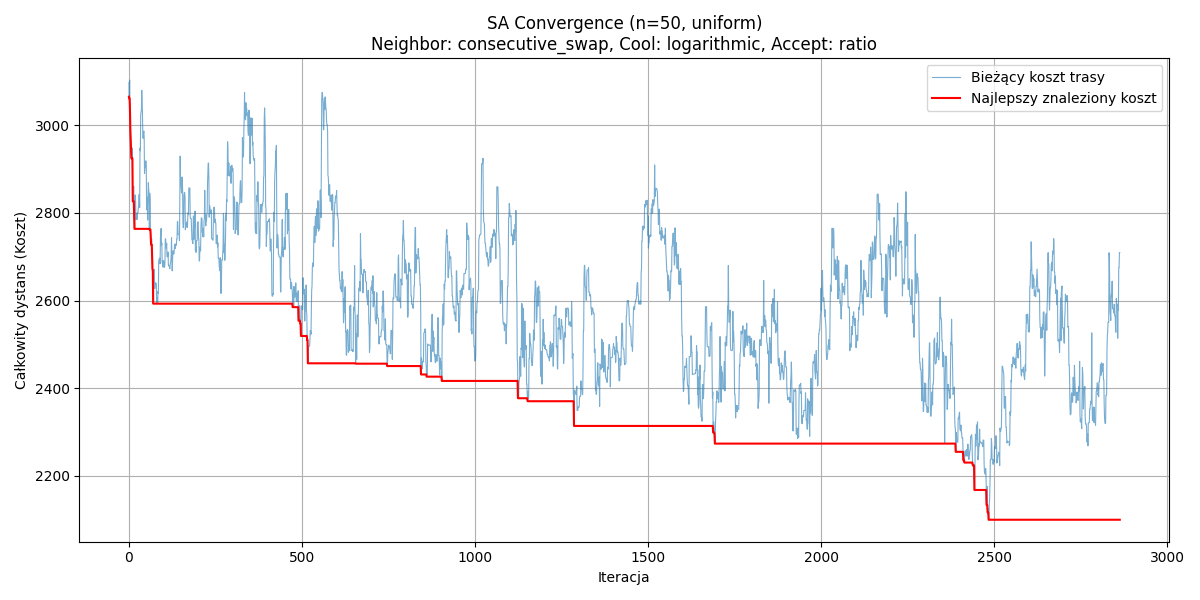 SA Convergence (n=50, uniform)
Neighbor: consecutive_swap, Cool: logarithmic, Accept: ratio
Bieżący koszt trasy
Najlepszy znaleziony koszt
Całkowity dystans (Koszt)
3000
2800
2600
2400
2200
0
500
1000
1500
2000
2500
3000
Iteracja